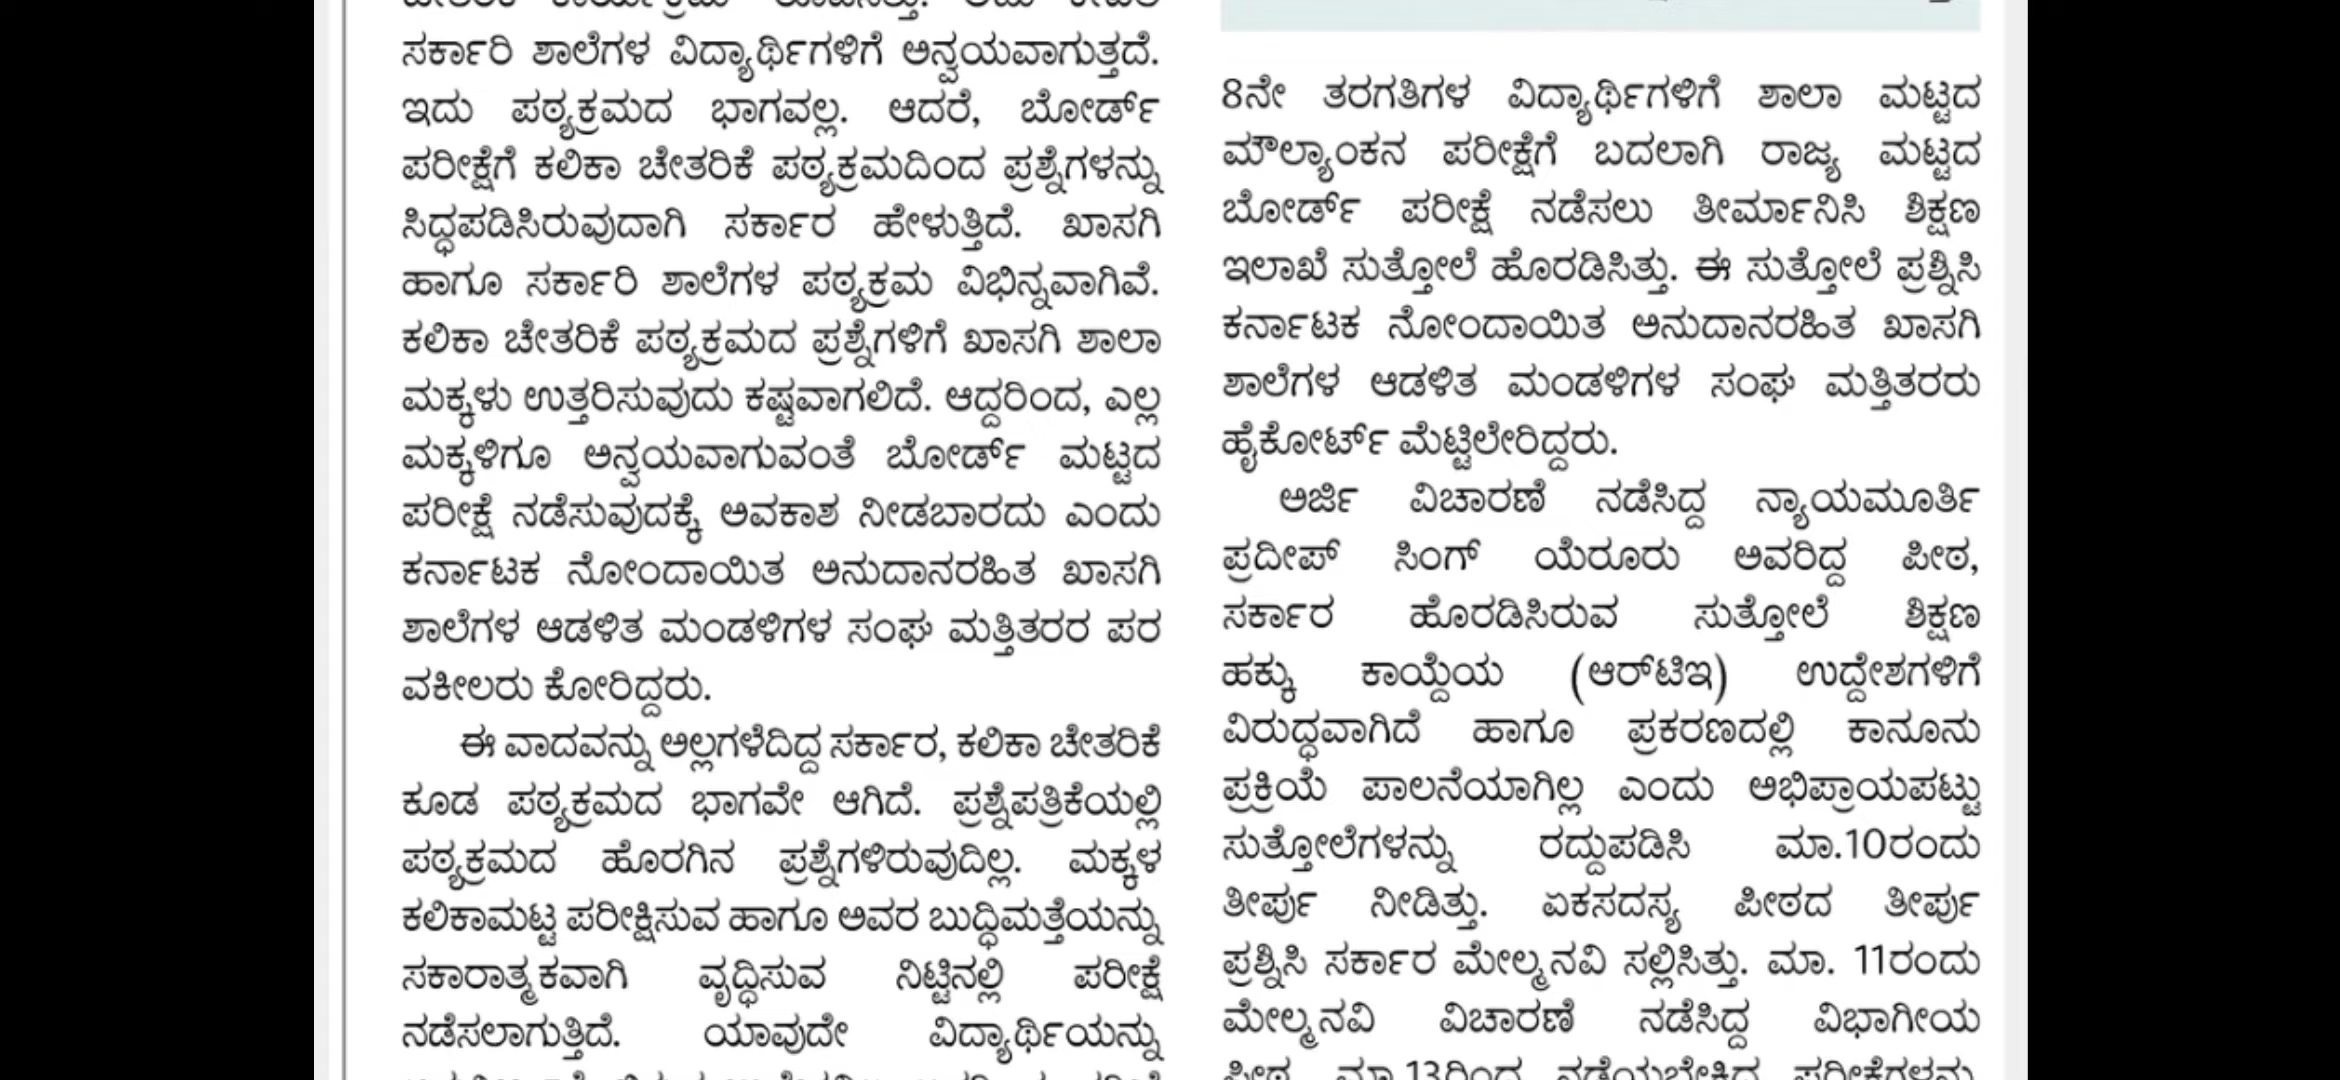 ಸರ್ಕಾರಿ ಶಾಲೆಗಳ ವಿದ್ಯಾರ್ಥಿಗಳಿಗೆ ಅನ್ವಯವಾಗುತ್ತದೆ.
ಇದು ಪಠ್ಯಕ್ರಮದ ಭಾಗವಲ್ಲ. ಆದರೆ, ಬೋರ್ಡ್
ಪರೀಕ್ಷೆಗೆ ಕಲಿಕಾ ಚೇತರಿಕೆ ಪಠ್ಯಕ್ರಮದಿಂದ ಪ್ರಶ್ನೆಗಳನ್ನು
ಸಿದ್ಧಪಡಿಸಿರುವುದಾಗಿ ಸರ್ಕಾರ ಹೇಳುತ್ತಿದೆ. ಖಾಸಗಿ
ಹಾಗೂ ಸರ್ಕಾರಿ ಶಾಲೆಗಳ ಪಠ್ಯಕ್ರಮ ವಿಭಿನ್ನವಾಗಿವೆ.
ಕಲಿಕಾ ಚೇತರಿಕೆ ಪಠ್ಯಕ್ರಮದ ಪ್ರಶ್ನೆಗಳಿಗೆ ಖಾಸಗಿ ಶಾಲಾ
ಮಕ್ಕಳು ಉತ್ತರಿಸುವುದು ಕಷ್ಟವಾಗಲಿದೆ. ಆದ್ದರಿಂದ, ಎಲ್ಲ
ಮಕ್ಕಳಿಗೂ ಅನ್ವಯವಾಗುವಂತೆ ಬೋರ್ಡ್ ಮಟ್ಟದ
ಪರೀಕ್ಷೆ ನಡೆಸುವುದಕ್ಕೆ ಅವಕಾಶ ನೀಡಬಾರದು ಎಂದು
ಕರ್ನಾಟಕ ನೋಂದಾಯಿತ ಅನುದಾನರಹಿತ ಖಾಸಗಿ
ಶಾಲೆಗಳ ಆಡಳಿತ ಮಂಡಳಿಗಳ ಸಂಘ ಮತ್ತಿತರರ ಪರ
ವಕೀಲರು ಕೋರಿದ್ದರು.
ಈ ವಾದವನ್ನು ಅಲ್ಲಗಳೆದಿದ್ದ ಸರ್ಕಾರ, ಕಲಿಕಾ ಚೇತರಿಕೆ
ಕೂಡ ಪಠ್ಯಕ್ರಮದ ಭಾಗವೇ ಆಗಿದೆ. ಪ್ರಶ್ನೆಪತ್ರಿಕೆಯಲ್ಲಿ
ಪಠ್ಯಕ್ರಮದ ಹೊರಗಿನ ಪ್ರಶ್ನೆಗಳಿರುವುದಿಲ್ಲ. ಮಕ್ಕಳ
ಕಲಿಕಾಮಟ್ಟ ಪರೀಕ್ಷಿಸುವ ಹಾಗೂ ಅವರ ಬುದ್ಧಿಮತ್ತೆಯನ್ನು
ಸಕಾರಾತ್ಮಕವಾಗಿ ವೃದ್ಧಿಸುವ ನಿಟ್ಟಿನಲ್ಲಿ ಪರೀಕ್ಷೆ
ನಡೆಸಲಾಗುತ್ತಿದೆ. ಯಾವುದೇ ವಿದ್ಯಾರ್ಥಿಯನ್ನು
8ನೇ ತರಗತಿಗಳ ವಿದ್ಯಾರ್ಥಿಗಳಿಗೆ ಶಾಲಾ ಮಟ್ಟದ
ಮೌಲ್ಯಾಂಕನ ಪರೀಕ್ಷೆಗೆ ಬದಲಾಗಿ ರಾಜ್ಯ ಮಟ್ಟದ
ಬೋರ್ಡ್ ಪರೀಕ್ಷೆ ನಡೆಸಲು ತೀರ್ಮಾನಿಸಿ ಶಿಕ್ಷಣ
ಇಲಾಖೆ ಸುತ್ತೋಲೆ ಹೊರಡಿಸಿತ್ತು. ಈ ಸುತ್ತೋಲೆ ಪ್ರಶ್ನಿಸಿ
ಕರ್ನಾಟಕ ನೋಂದಾಯಿತ ಅನುದಾನರಹಿತ ಖಾಸಗಿ
ಶಾಲೆಗಳ ಆಡಳಿತ ಮಂಡಳಿಗಳ ಸಂಘ ಮತ್ತಿತರರು
ಹೈಕೋರ್ಟ್ ಮೆಟ್ಟಿಲೇರಿದ್ದರು.
ಅರ್ಜಿ ವಿಚಾರಣೆ ನಡೆಸಿದ್ದ ನ್ಯಾಯಮೂರ್ತಿ
ಪ್ರದೀಪ್ ಸಿಂಗ್ ಯೆರೂರು ಅವರಿದ್ದ ಪೀಠ,
ಸರ್ಕಾರ ಹೊರಡಿಸಿರುವ ಸುತ್ತೋಲೆ ಶಿಕ್ಷಣ
ಹಕ್ಕು ಕಾಯ್ದೆಯ (ಆರ್‌ಟಿಇ) ಉದ್ದೇಶಗಳಿಗೆ
ವಿರುದ್ಧವಾಗಿದೆ ಹಾಗೂ ಪ್ರಕರಣದಲ್ಲಿ ಕಾನೂನು
ಪ್ರಕ್ರಿಯೆ ಪಾಲನೆಯಾಗಿಲ್ಲ ಎಂದು ಅಭಿಪ್ರಾಯಪಟ್ಟು
ಸುತ್ತೋಲೆಗಳನ್ನು ರದ್ದುಪಡಿಸಿ ಮಾ.10ರಂದು
ತೀರ್ಪು ನೀಡಿತ್ತು. ಏಕಸದಸ್ಯ ಪೀಠದ ತೀರ್ಪು
ಪ್ರಶ್ನಿಸಿ ಸರ್ಕಾರ ಮೇಲ್ಮನವಿ ಸಲ್ಲಿಸಿತ್ತು. ಮಾ. 11ರಂದು
ಮೇಲ್ಮನವಿ ವಿಚಾರಣೆ ನಡೆಸಿದ್ದ ವಿಭಾಗೀಯ
ಪೀಠ, ಮಾ.13ರಿಂದ ನಡೆಯಬೇಕಿದ್ದ ಪರೀಕ್ಷೆಗಳನ್ನು